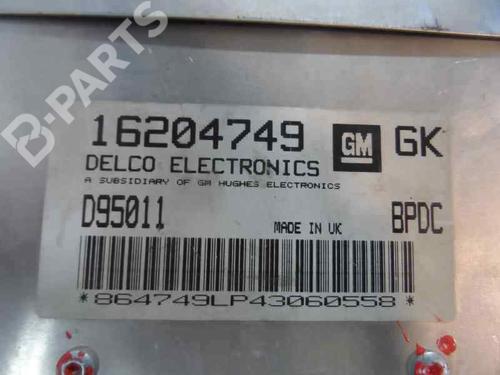 B-PARTS
16204749 GM GK
DELCO ELECTRONICS
A SUBSIDIARY OF GM HUGHES ELECTRONICS
D95011 MADE IN UK BPDC
*864749LP43060558*